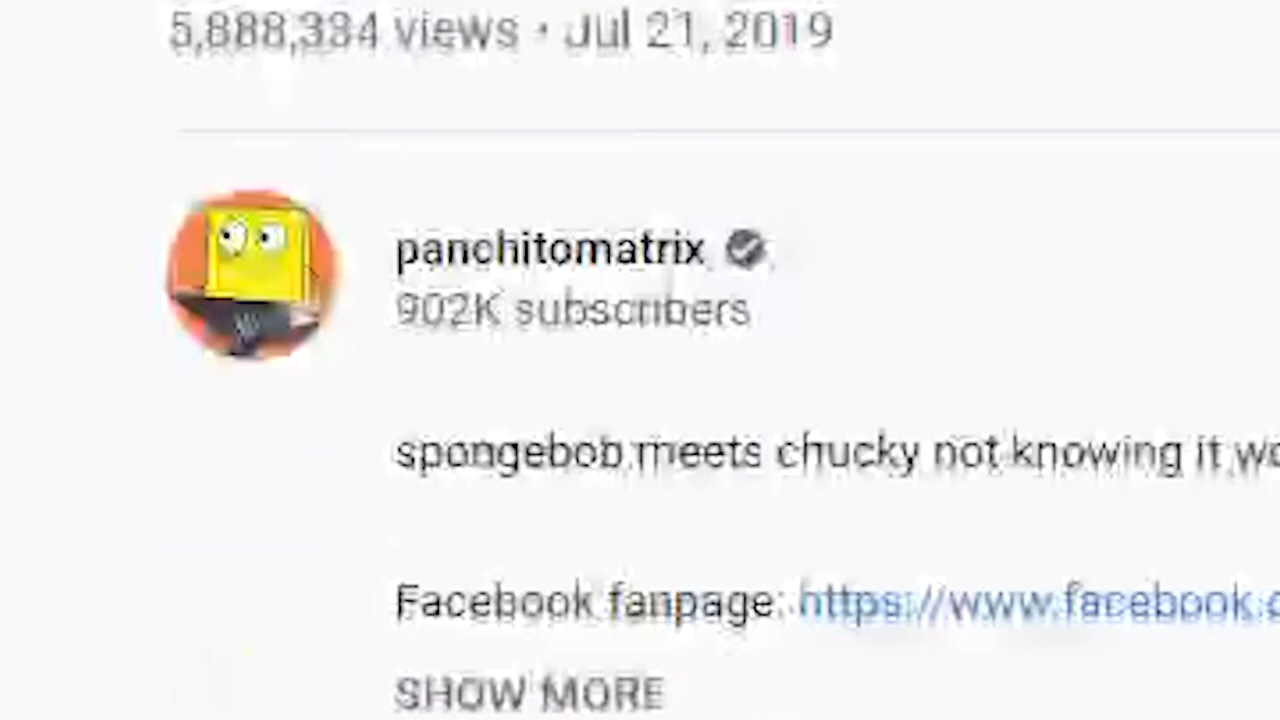 5,888,334 views • Jul 21, 2019
panchitomatrix
902K subscribers
spongebob meets chucky not knowing it
Facebook fanpage: https://www.facebook.
SHOW MORE